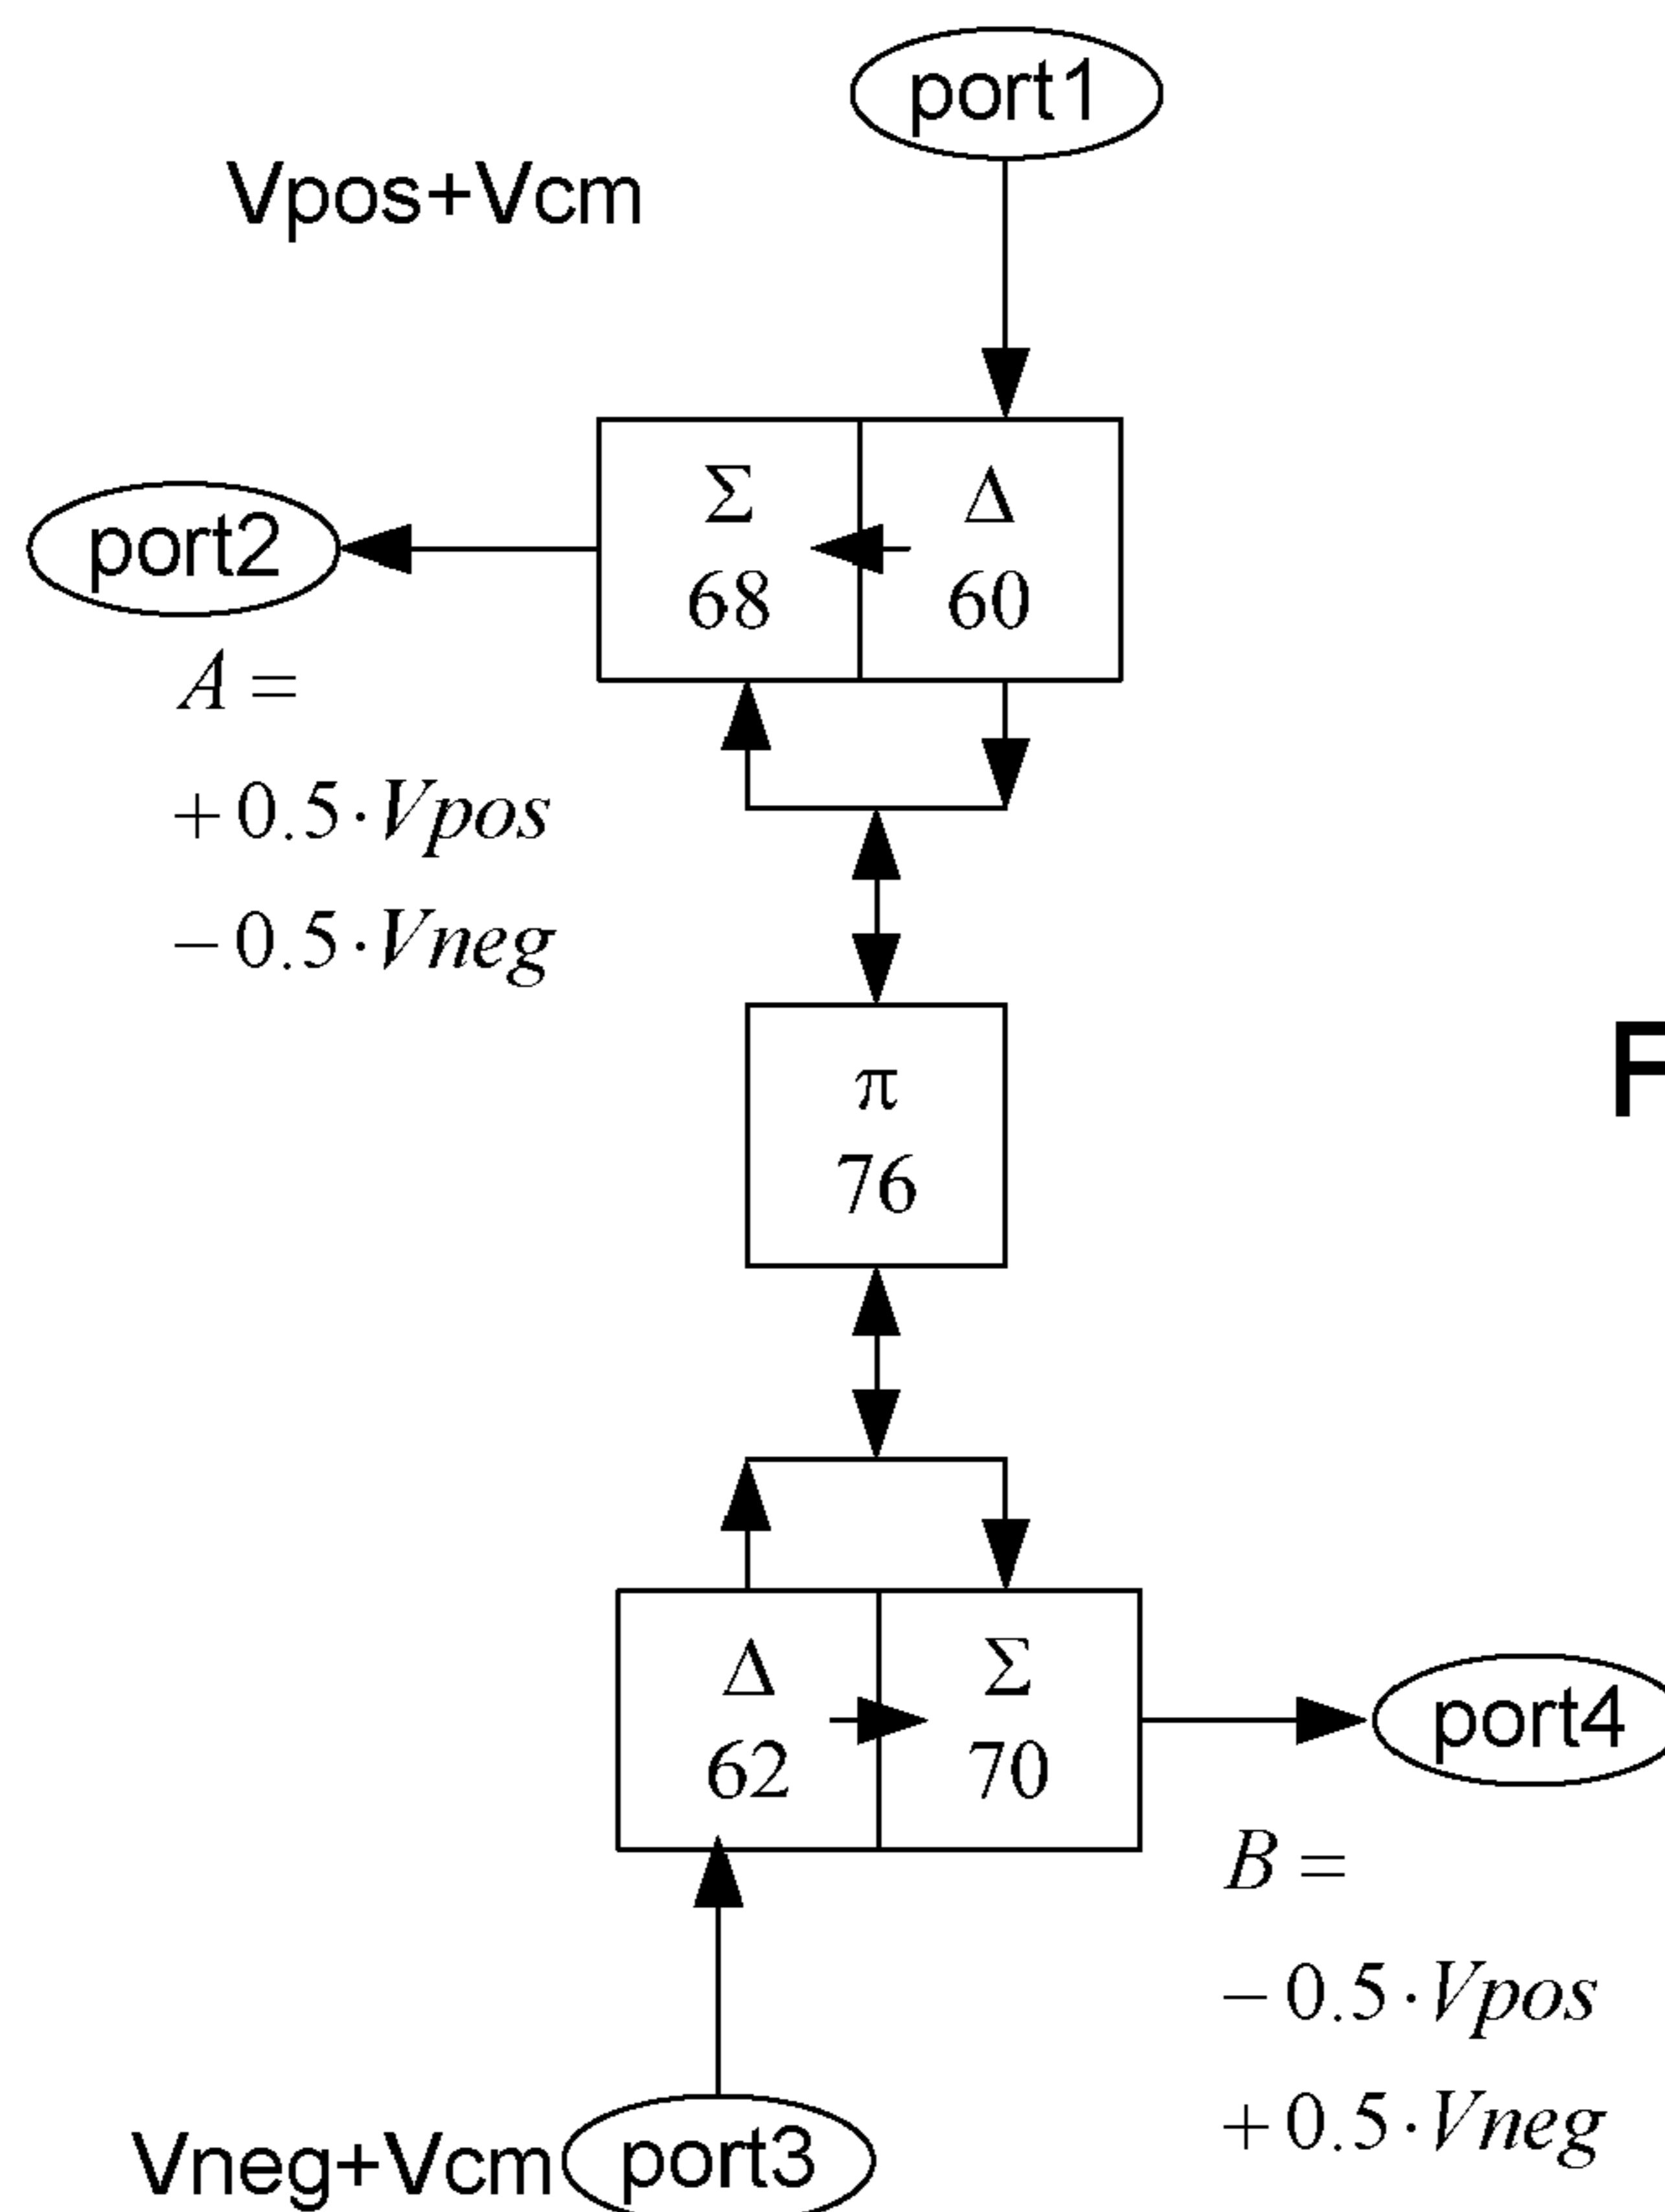 port1
Vpos+Vcm
Σ Δ
68 60
port2
A =
+ 0.5 · Vpos
− 0.5 · Vneg
π
76
F
Δ Σ
62 70
port4
B =
− 0.5 · Vpos
+ 0.5 · Vneg
Vneg+Vcm port3